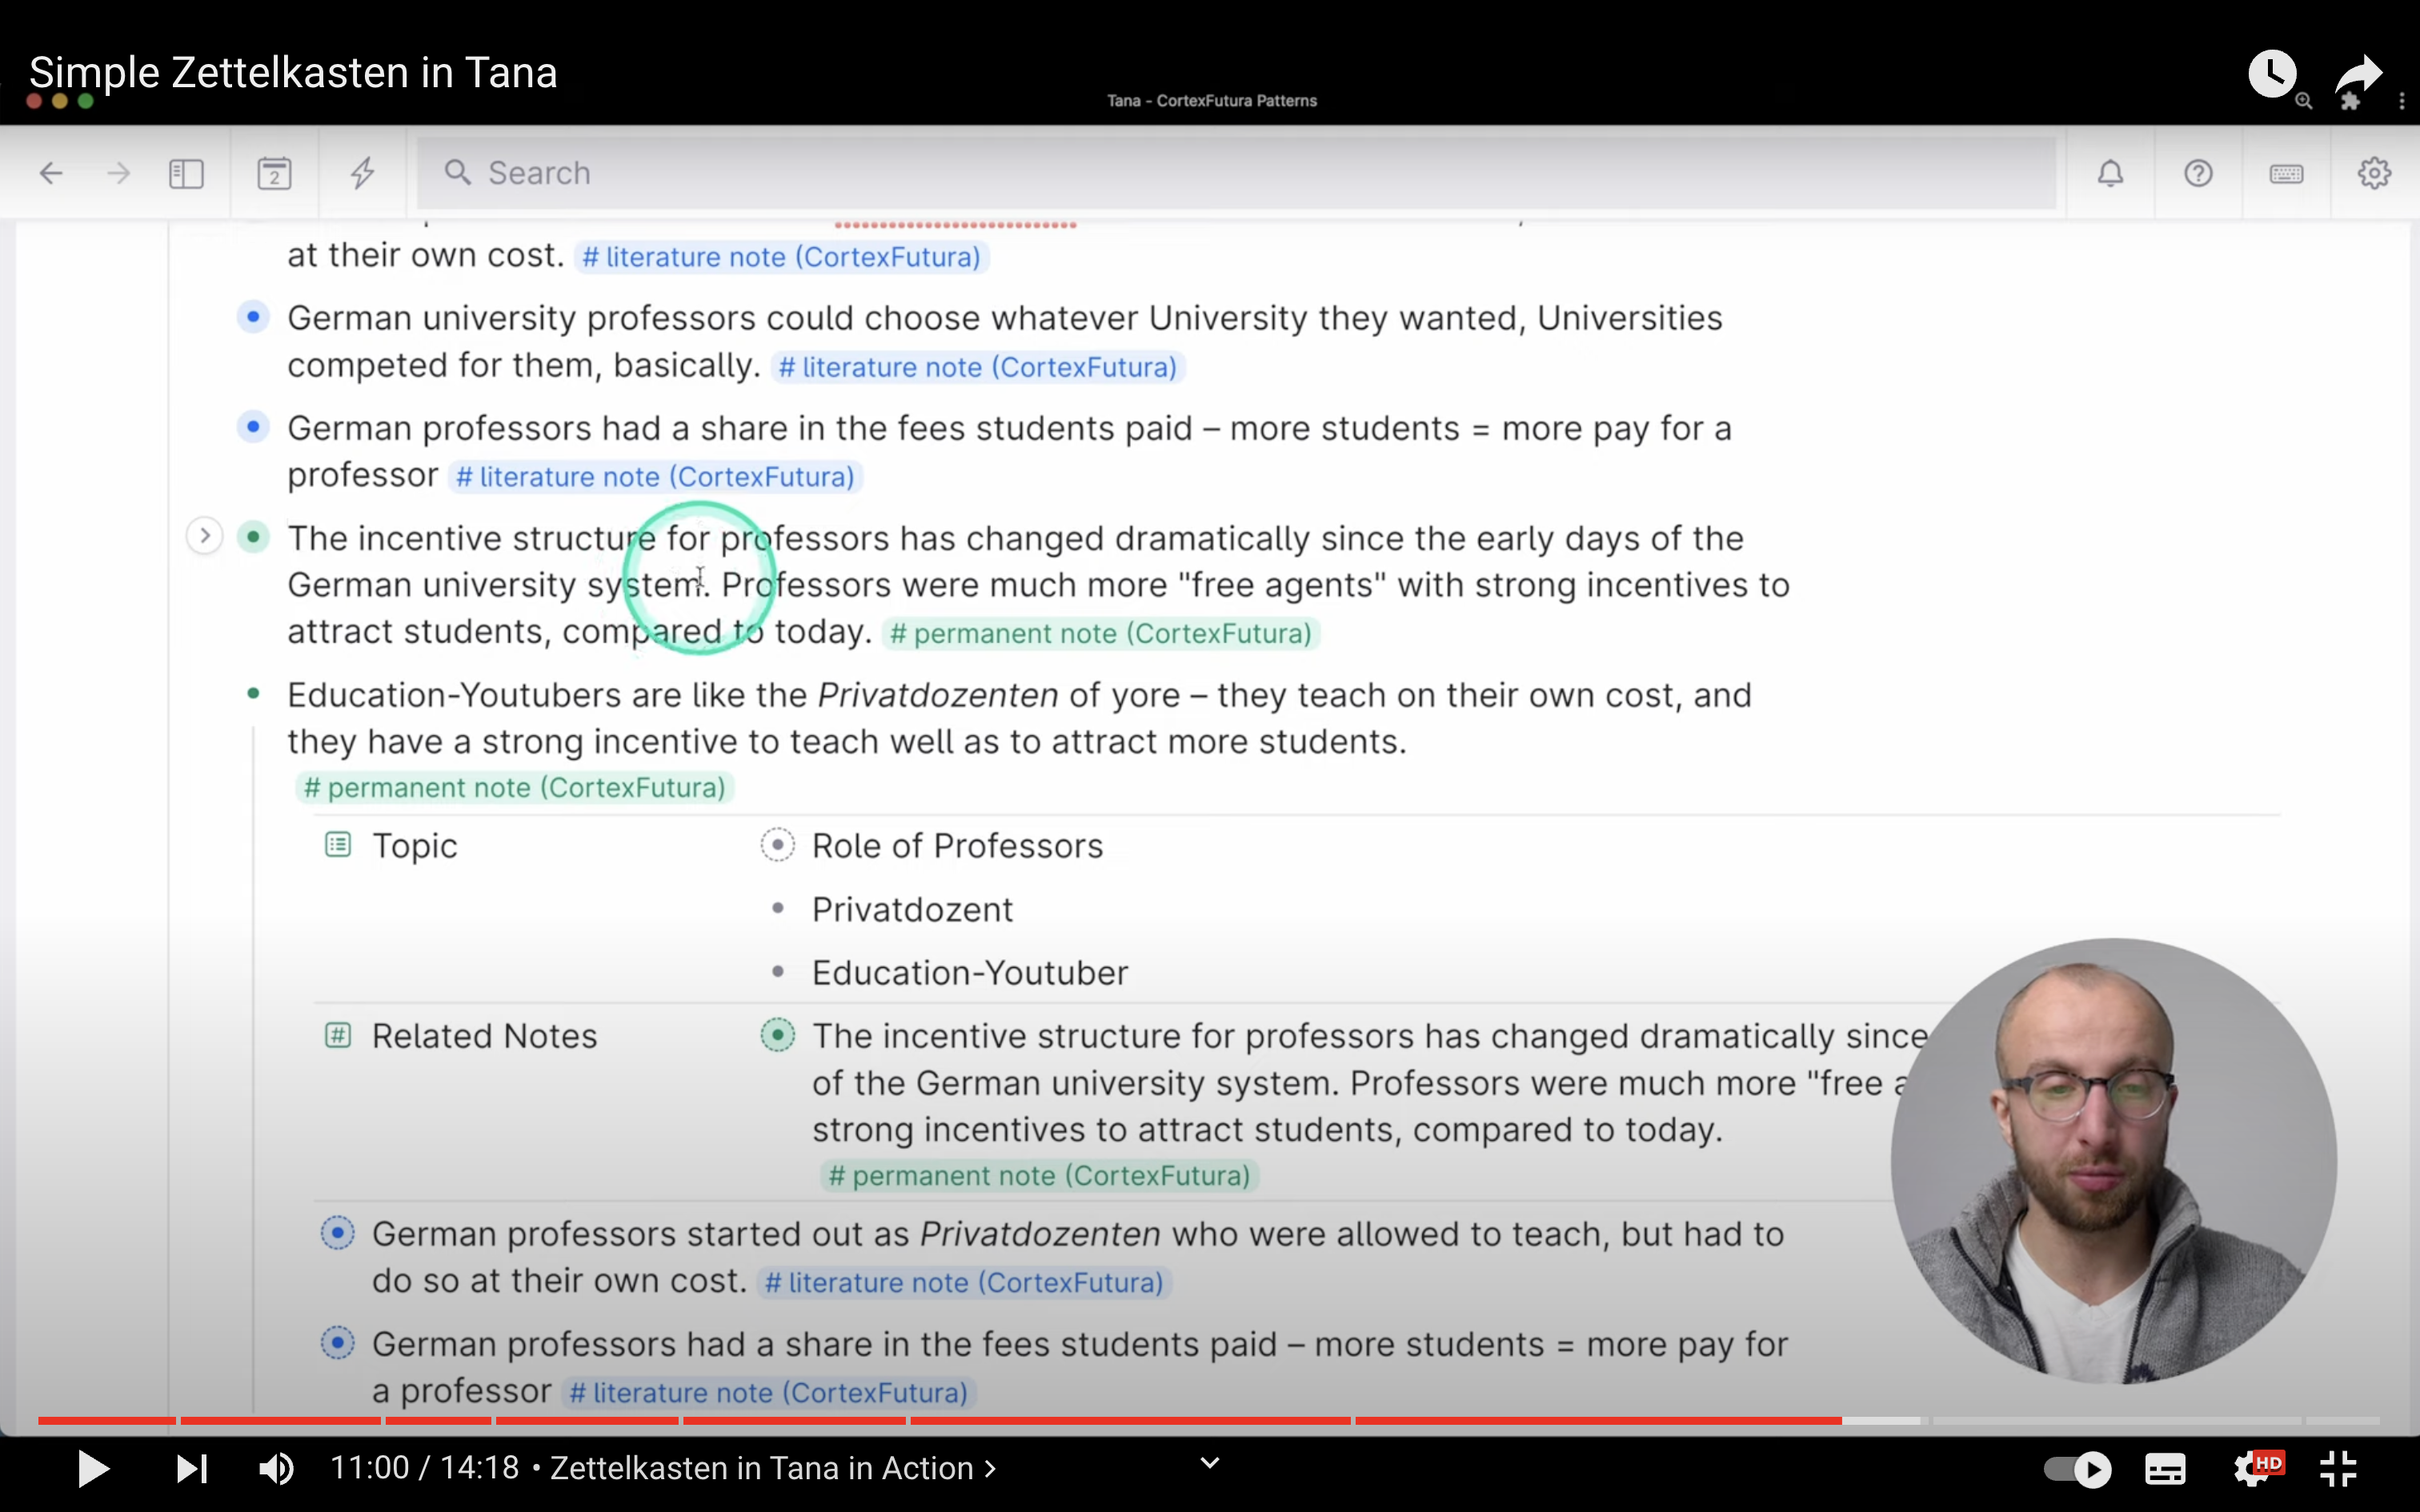 Simple Zettelkasten in Tana
Tana - CortexFutura Patterns
2
Search
at their own cost. # literature note (CortexFutura)
German university professors could choose whatever University they wanted, Universities
competed for them, basically. # literature note (CortexFutura)
German professors had a share in the fees students paid – more students = more pay for a
professor # literature note (CortexFutura)
The incentive structure for professors has changed dramatically since the early days of the
German university system. Professors were much more "free agents" with strong incentives to
attract students, compared to today. # permanent note (CortexFutura)
Education-Youtubers are like the Privatdozenten of yore – they teach on their own cost, and
they have a strong incentive to teach well as to attract more students.
# permanent note (CortexFutura)
Topic
Role of Professors
Privatdozent
Education-Youtuber
Related Notes
The incentive structure for professors has changed dramatically since
of the German university system. Professors were much more "free
strong incentives to attract students, compared to today.
# permanent note (CortexFutura)
German professors started out as Privatdozenten who were allowed to teach, but had to
do so at their own cost. # literature note (CortexFutura)
German professors had a share in the fees students paid – more students = more pay for
a professor # literature note (CortexFutura)
11:00 / 14:18 • Zettelkasten in Tana in Action >
HD